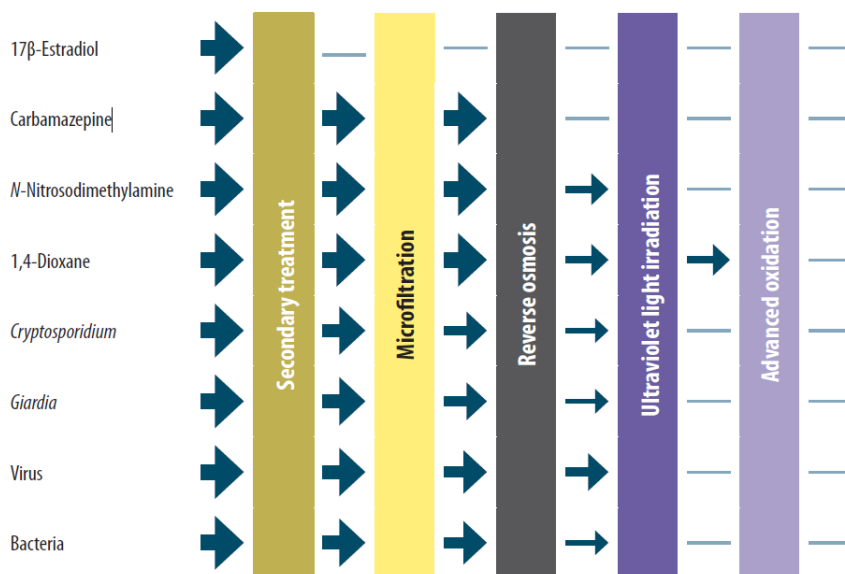 17β-Estradiol
Carbamazepine
N-Nitrosodimethylamine
1,4-Dioxane
Cryptosporidium
Giardia
Virus
Bacteria
Secondary treatment
Microfiltration
Reverse osmosis
Ultraviolet light irradiation
Advanced oxidation